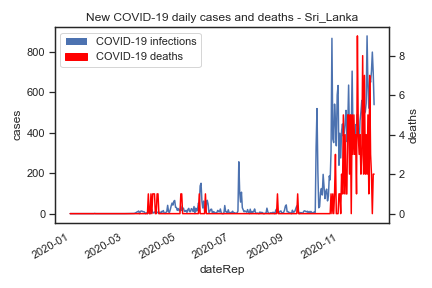 New COVID-19 daily cases and deaths - Sri_Lanka
COVID-19 infections
COVID-19 deaths
cases
800
600
400
200
0
deaths
8
6
4
2
0
2020-01
2020-03
2020-05
2020-07
2020-09
2020-11
dateRep